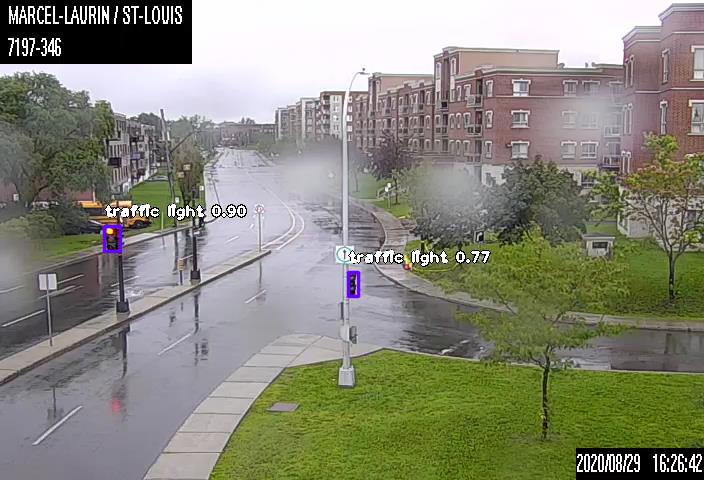 MARCEL-LAURIN / ST-LOUIS
7197-346
traffic light 0.90
traffic light 0.77
2020/08/29 16:26:42